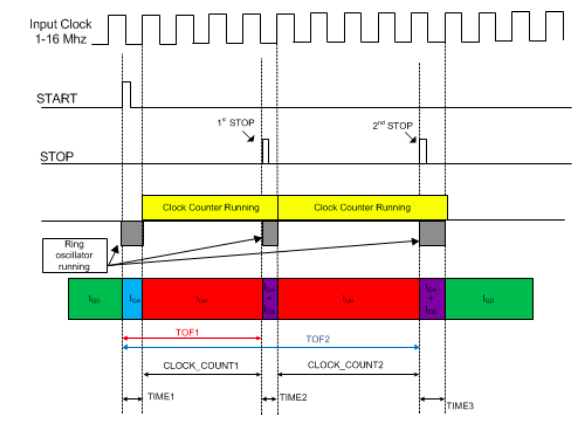 Input Clock
1-16 Mhz
START
1st STOP
2nd STOP
STOP
Clock Counter Running
Clock Counter Running
Ring
oscillator
running
TOF1
TOF2
CLOCK_COUNT1
CLOCK_COUNT2
TIME1
TIME2
TIME3